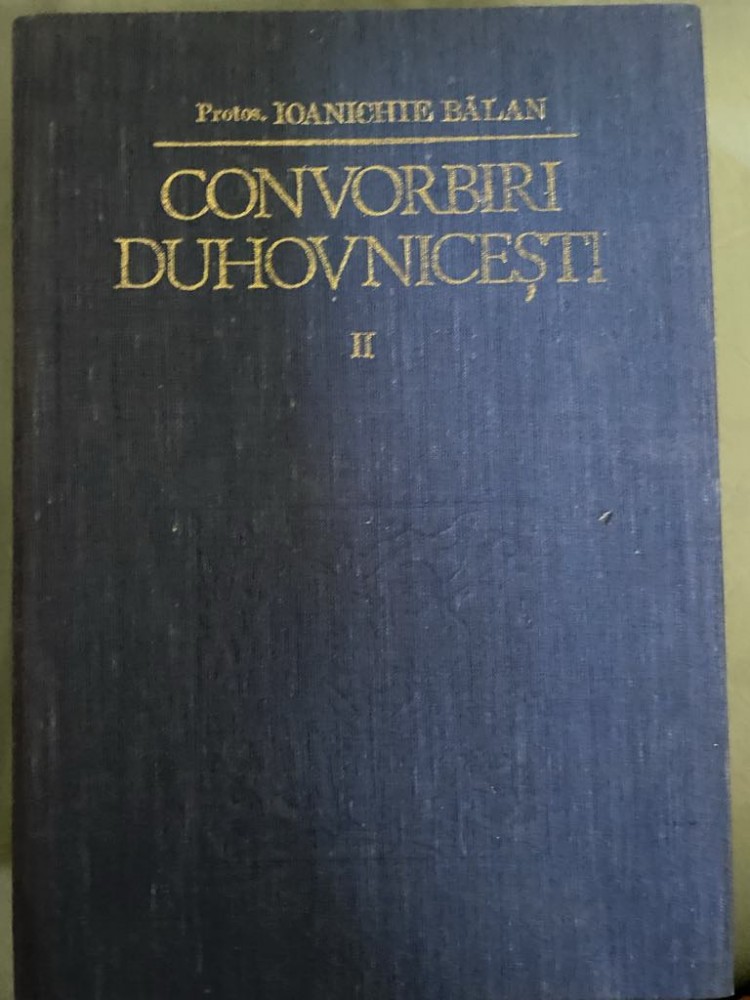 Protos. IOANICHIE BĂLAN
CONVORBIRI
DUHOVNICEȘTI
II